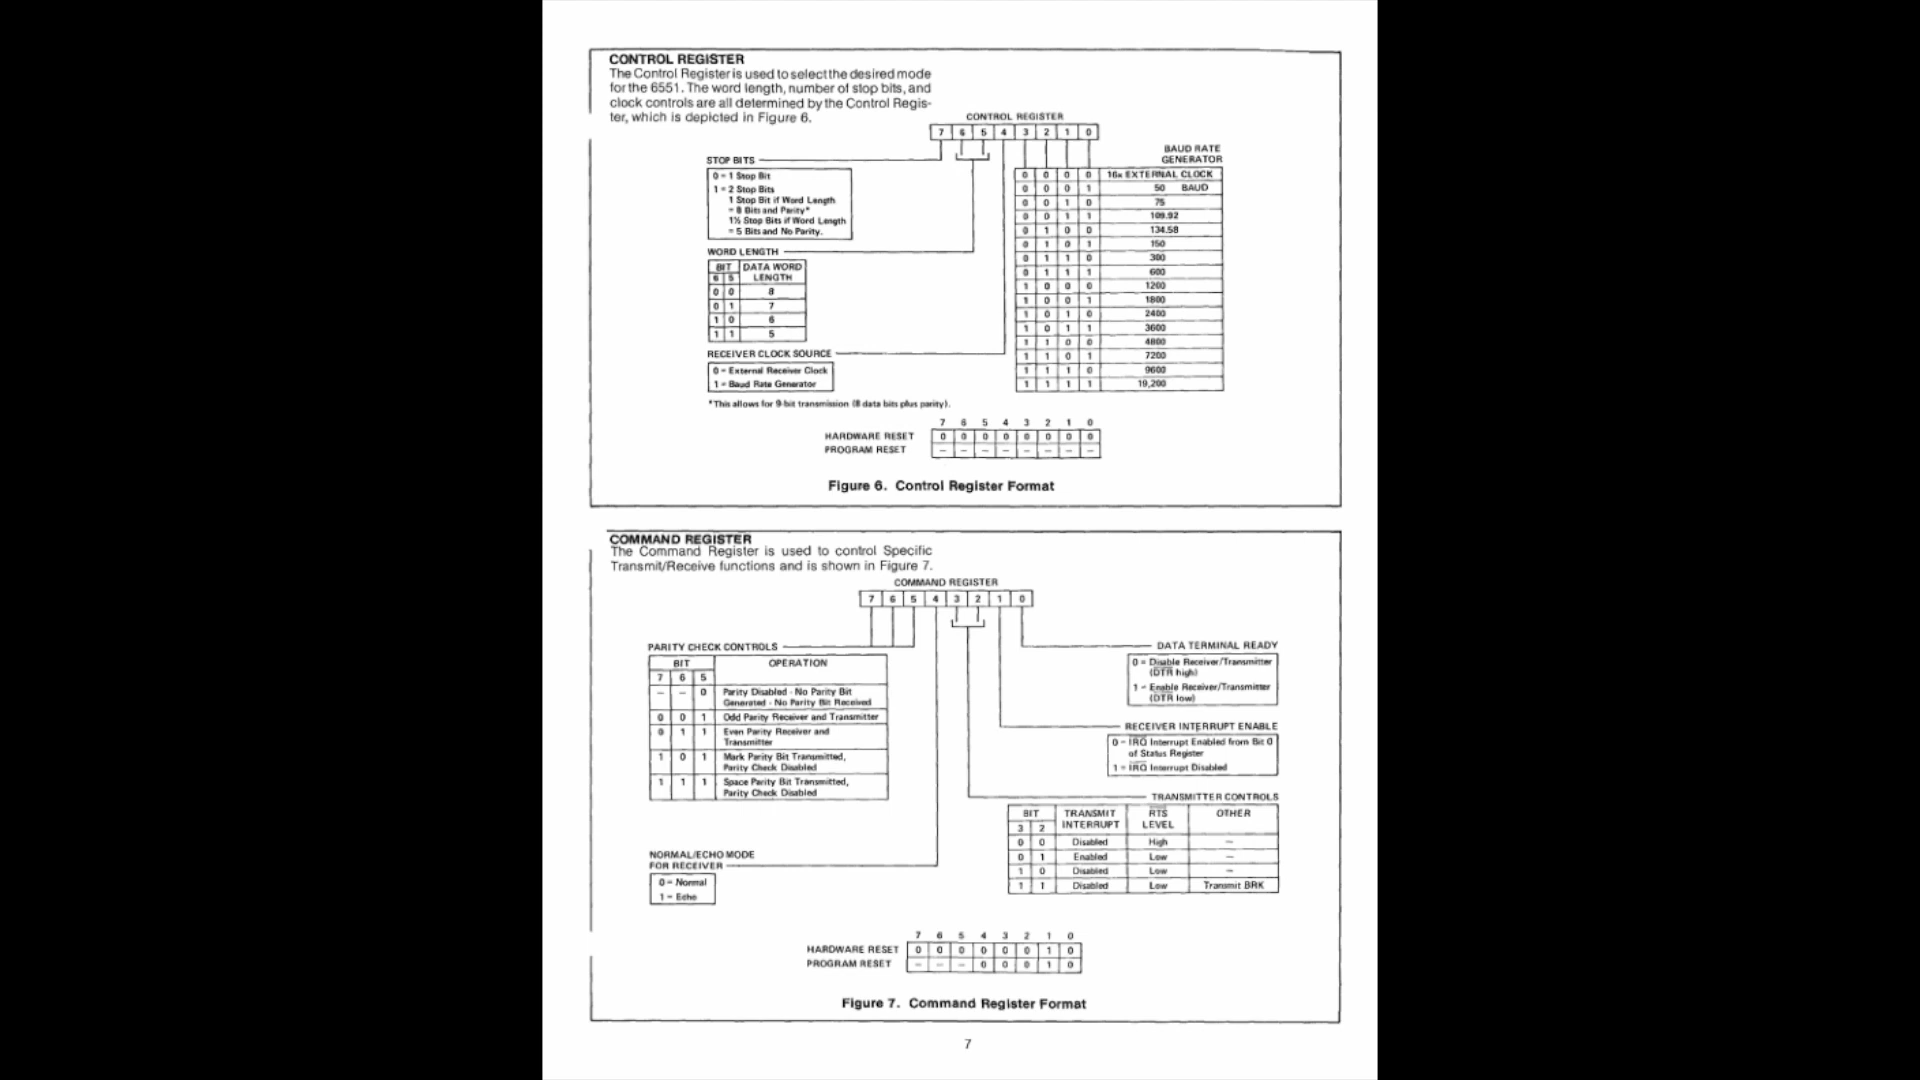 CONTROL REGISTER
The Control Register is used to select the desired mode
for the 6551. The word length, number of stop bits, and
clock controls are all determined by the Control Regis-
ter, which is depicted in Figure 6.
CONTROL REGISTER
7 6 5 4 3 2 1 0
STOP BITS
0 = 1 Stop Bit
1 = 2 Stop Bits
1 Stop Bit if Word Length
= 8 Bits and Parity*
1½ Stop Bits if Word Length
= 5 Bits and No Parity.
WORD LENGTH
BIT DATA WORD
6 5 LENGTH
0 0 8
0 1 7
1 0 6
1 1 5
RECEIVER CLOCK SOURCE
0 = External Receiver Clock
1 = Baud Rate Generator
BAUD RATE
GENERATOR
0 0 0 0 16x EXTERNAL CLOCK
0 0 0 1 50 BAUD
0 0 1 0 75
0 0 1 1 109.92
0 1 0 0 134.58
0 1 0 1 150
0 1 1 0 300
0 1 1 1 600
1 0 0 0 1200
1 0 0 1 1800
1 0 1 0 2400
1 0 1 1 3600
1 1 0 0 4800
1 1 0 1 7200
1 1 1 0 9600
1 1 1 1 19,200
*This allows for 9-bit transmission (8 data bits plus parity).
7 6 5 4 3 2 1 0
HARDWARE RESET 0 0 0 0 0 0 0 0
PROGRAM RESET – – – – – – – –
Figure 6. Control Register Format
COMMAND REGISTER
The Command Register is used to control Specific
Transmit/Receive functions and is shown in Figure 7.
COMMAND REGISTER
7 6 5 4 3 2 1 0
PARITY CHECK CONTROLS
BIT OPERATION
7 6 5
– – 0 Parity Disabled - No Parity Bit
Generated - No Parity Bit Received
0 0 1 Odd Parity Receiver and Transmitter
0 1 1 Even Parity Receiver and
Transmitter
1 0 1 Mark Parity Bit Transmitted,
Parity Check Disabled
1 1 1 Space Parity Bit Transmitted,
Parity Check Disabled
NORMAL/ECHO MODE
FOR RECEIVER
0 = Normal
1 = Echo
DATA TERMINAL READY
0 = Disable Receiver/Transmitter
(DTR high)
1 = Enable Receiver/Transmitter
(DTR low)
RECEIVER INTERRUPT ENABLE
0 = IRQ Interrupt Enabled from Bit 0
of Status Register
1 = IRQ Interrupt Disabled
TRANSMITTER CONTROLS
BIT TRANSMIT RTS OTHER
3 2 INTERRUPT LEVEL
0 0 Disabled High –
0 1 Enabled Low –
1 0 Disabled Low –
1 1 Disabled Low Transmit BRK
7 6 5 4 3 2 1 0
HARDWARE RESET 0 0 0 0 0 0 1 0
PROGRAM RESET – – – 0 0 0 1 0
Figure 7. Command Register Format
7